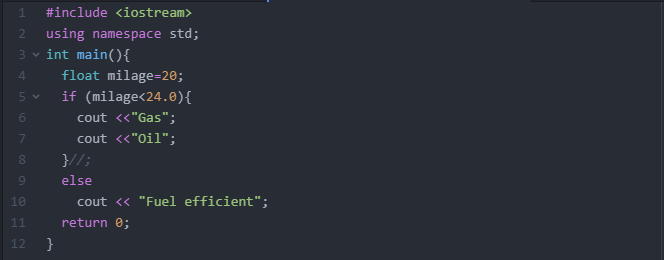 1 #include <iostream>
2 using namespace std;
3 int main(){
4 float milage=20;
5 if (milage<24.0){
6 cout <<"Gas";
7 cout <<"Oil";
8 }//;
9 else
10 cout << "Fuel efficient";
11 return 0;
12 }